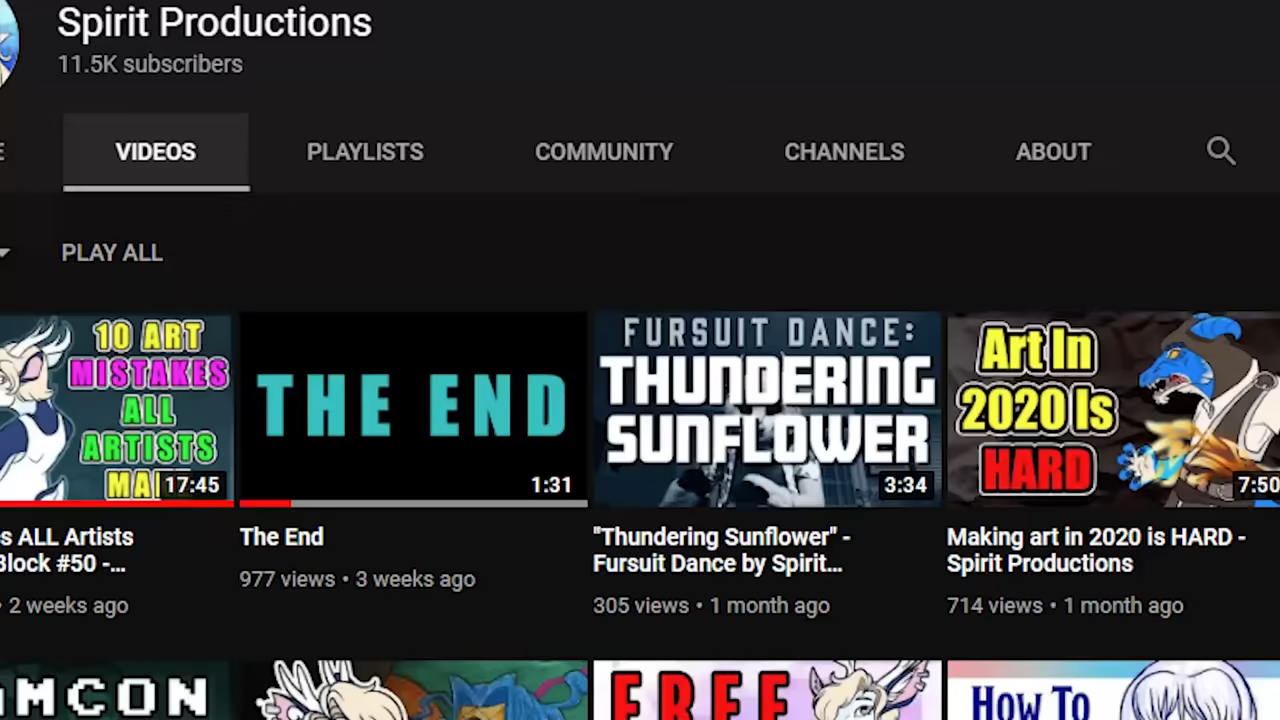 Spirit Productions
11.5K subscribers
VIDEOS PLAYLISTS COMMUNITY CHANNELS ABOUT
PLAY ALL
10 ART
MISTAKES
ALL
ARTISTS
17:45
THE END
1:31
FURSUIT DANCE:
THUNDERING
SUNFLOWER
3:34
Art In
2020 Is
HARD
7:50
s ALL Artists
Block #50 -...
• 2 weeks ago
The End
977 views • 3 weeks ago
"Thundering Sunflower" -
Fursuit Dance by Spirit...
305 views • 1 month ago
Making art in 2020 is HARD -
Spirit Productions
714 views • 1 month ago
MCON
FREE
How To